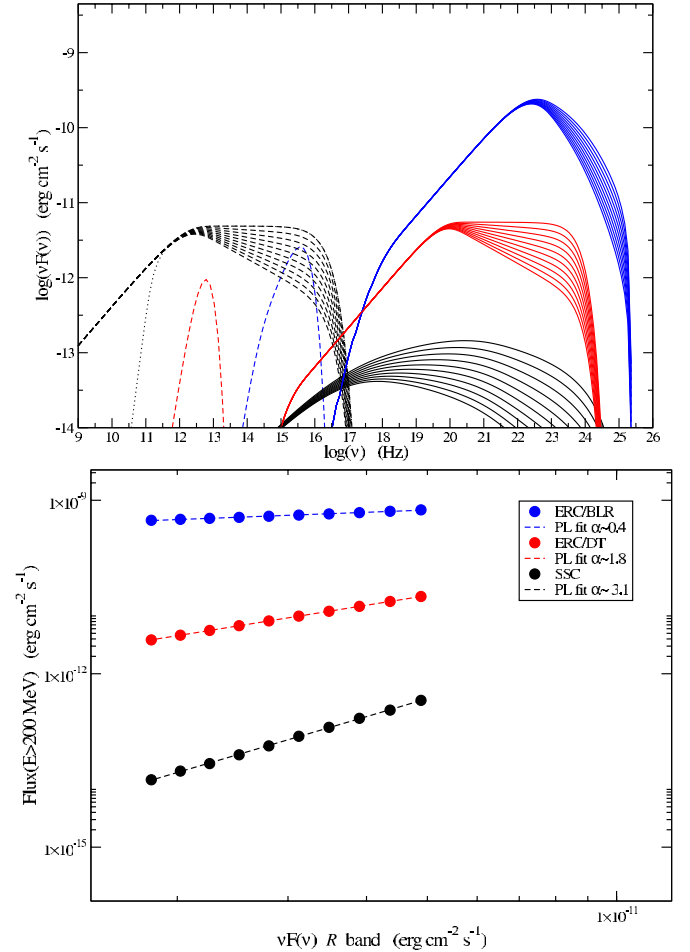 -9
-10
-11
-12
-13
-14
log(νF(ν)) (erg cm⁻² s⁻¹)
9 10 11 12 13 14 15 16 17 18 19 20 21 22 23 24 25 26
log(ν) (Hz)
1×10⁻⁹
1×10⁻¹²
1×10⁻¹⁵
Flux(E>200 MeV) (erg cm⁻² s⁻¹)
ERC/BLR
PL fit α~0.4
ERC/DT
PL fit α~1.8
SSC
PL fit α~ 3.1
1×10⁻¹¹
νF(ν) R band (erg cm⁻² s⁻¹)